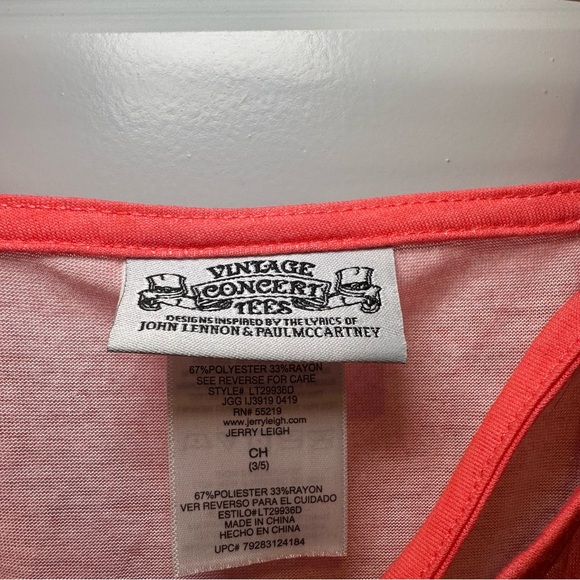 VINTAGE
CONCERT
TEES
DESIGNS INSPIRED BY THE LYRICS OF
JOHN LENNON & PAUL MCCARTNEY
67%POLYESTER 33%RAYON
SEE REVERSE FOR CARE
STYLE# LT29936D
JGG IJ3919 0419
RN# 55219
www.jerryleigh.com
JERRY LEIGH
CH
(3/5)
67%POLIESTER 33%RAYON
VER REVERSO PARA EL CUIDADO
ESTILO#LT29936D
MADE IN CHINA
HECHO EN CHINA
UPC# 79283124184